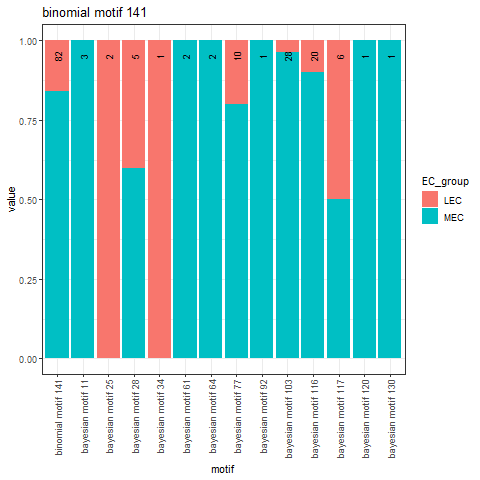 binomial motif 141
1.00
0.75
0.50
0.25
0.00
value
82
3
2
5
1
2
2
10
1
28
20
6
1
1
binomial motif 141
bayesian motif 11
bayesian motif 25
bayesian motif 28
bayesian motif 34
bayesian motif 61
bayesian motif 64
bayesian motif 77
bayesian motif 92
bayesian motif 103
bayesian motif 116
bayesian motif 117
bayesian motif 120
bayesian motif 130
motif
EC_group
LEC
MEC